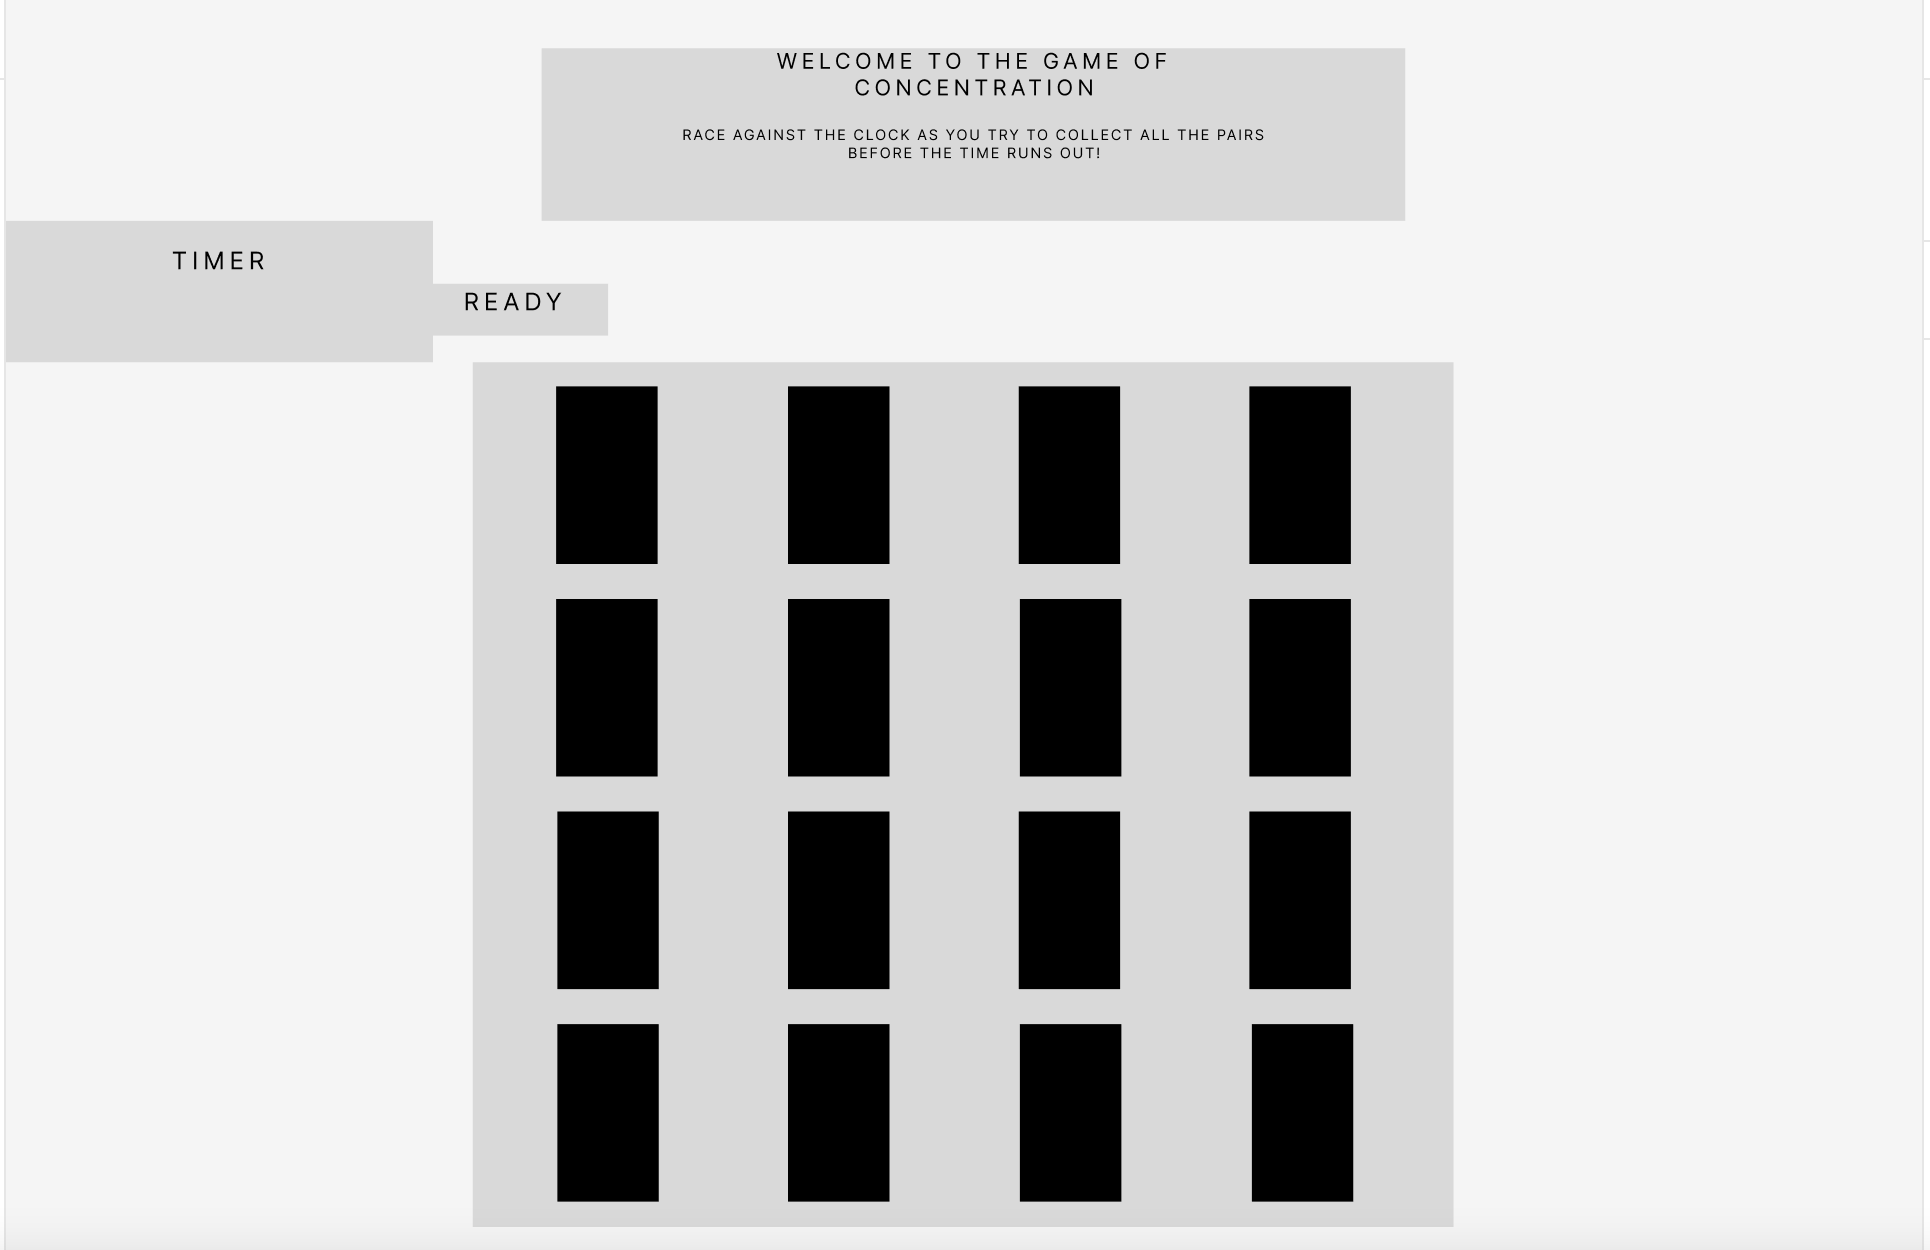 WELCOME TO THE GAME OF
CONCENTRATION
RACE AGAINST THE CLOCK AS YOU TRY TO COLLECT ALL THE PAIRS
BEFORE THE TIME RUNS OUT!
TIMER
READY